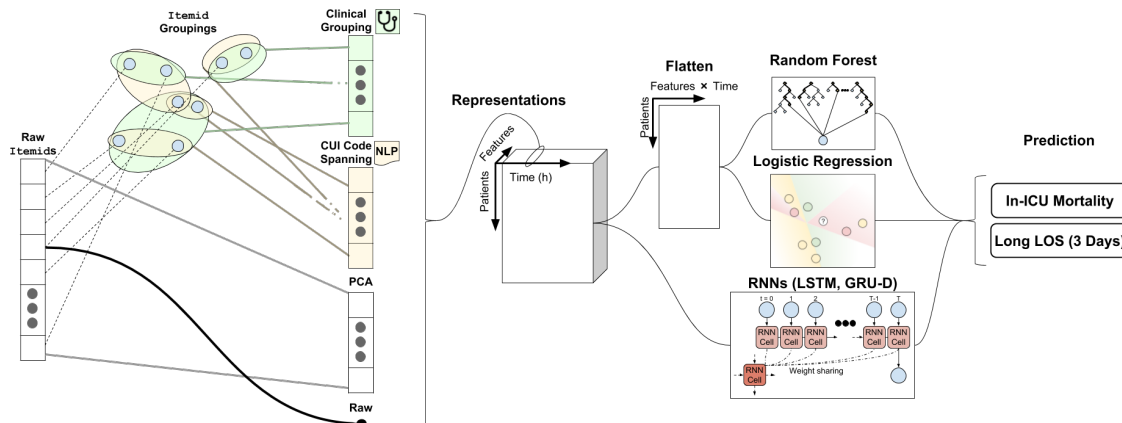 Itemid
Groupings
Clinical
Grouping
Raw
Itemids
CUI Code
Spanning
NLP
PCA
Raw
Representations
Features
Time (h)
Patients
Flatten
Features × Time
Patients
Random Forest
Logistic Regression
?
RNNs (LSTM, GRU-D)
t = 0 1 2 T-1 T
RNN
Cell
RNN
Cell
RNN
Cell
RNN
Cell
RNN
Cell
RNN
Cell
Weight sharing
Prediction
In-ICU Mortality
Long LOS (3 Days)